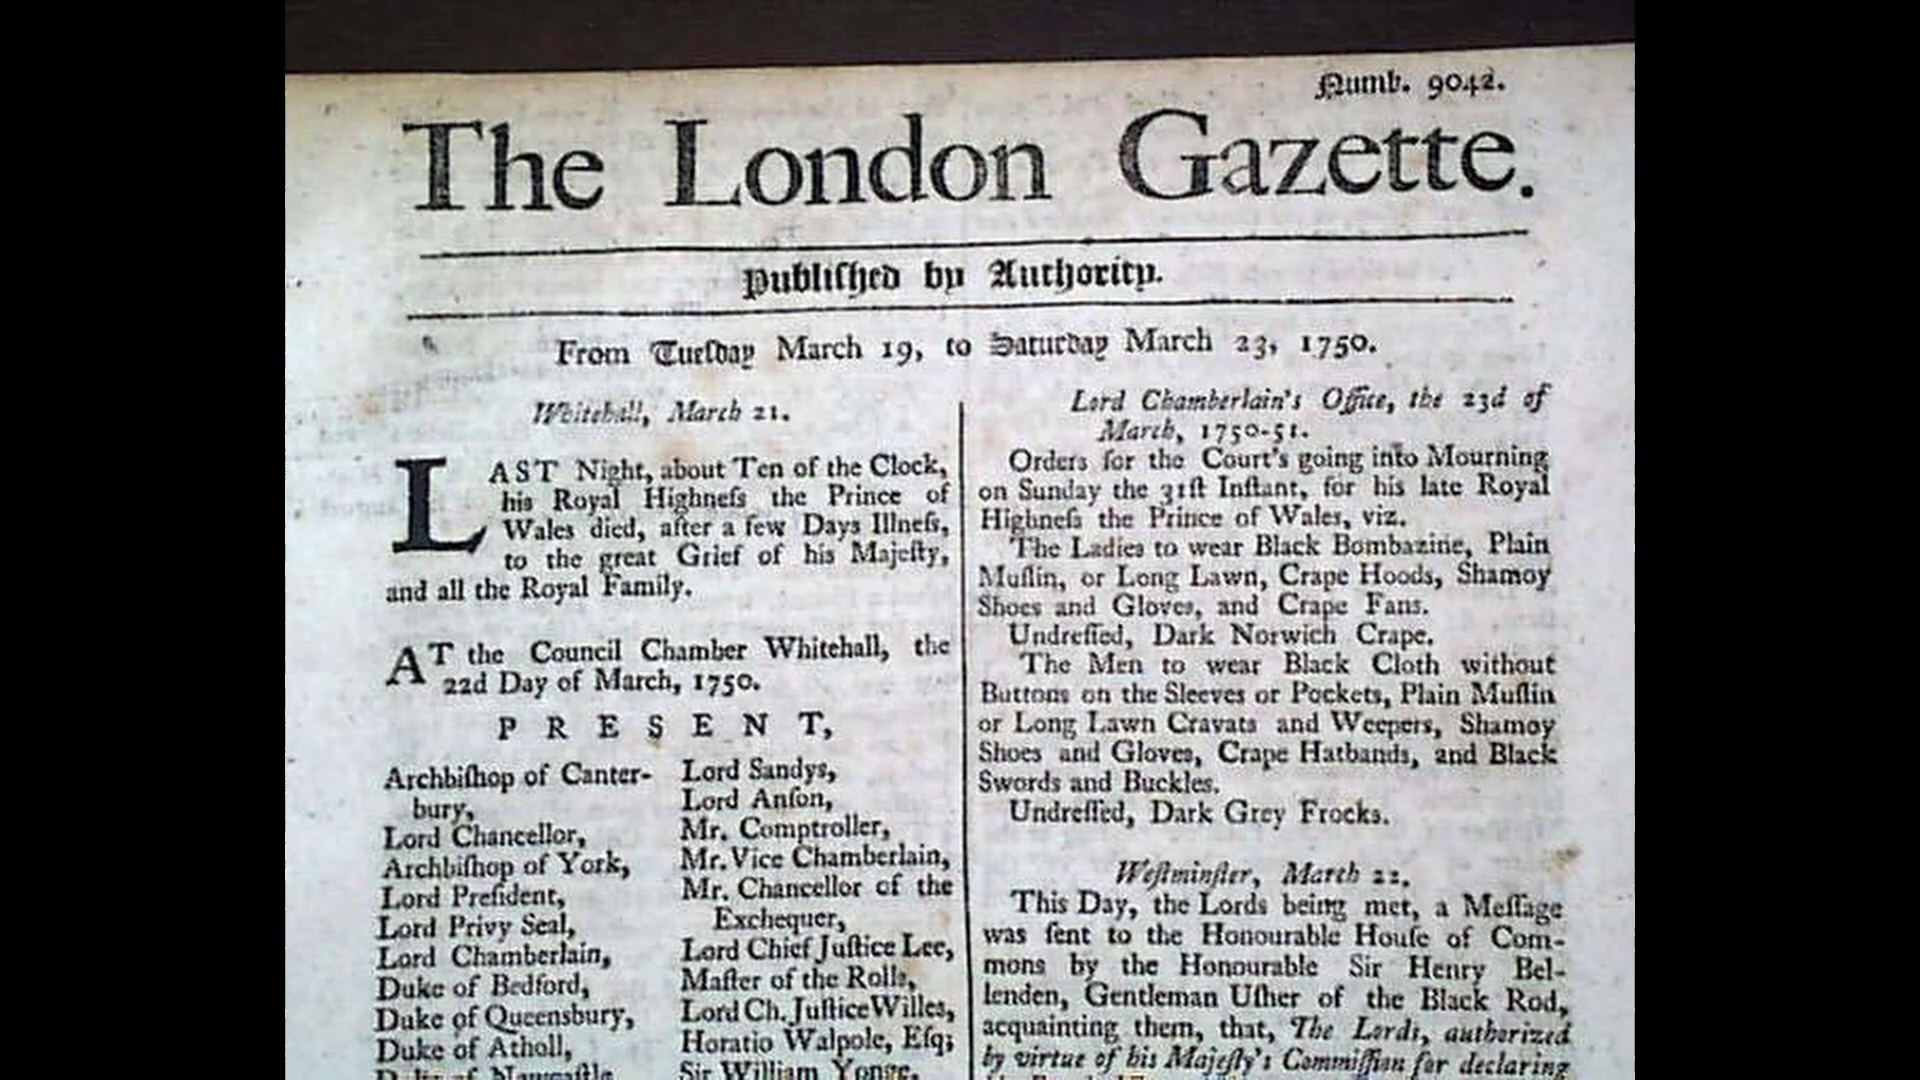 Numb. 9042.
The London Gazette.
Publiſhed by Authority.
From Tueſday March 19, to Saturday March 23, 1750.
Whitehall, March 21.
LAST Night, about Ten of the Clock,
his Royal Highneſs the Prince of
Wales died, after a few Days Illneſs,
to the great Grief of his Majeſty,
and all the Royal Family.
AT the Council Chamber Whitehall, the
22d Day of March, 1750.
PRESENT,
Archbiſhop of Canter-
bury,
Lord Chancellor,
Archbiſhop of York,
Lord Preſident,
Lord Privy Seal,
Lord Chamberlain,
Duke of Bedford,
Duke of Queensbury,
Duke of Atholl,
Duke of Newcaſtle
Lord Sandys,
Lord Anſon,
Mr. Comptroller,
Mr. Vice Chamberlain,
Mr. Chancellor of the
Exchequer,
Lord Chief Juſtice Lee,
Maſter of the Rolls,
Lord Ch. Juſtice Willes,
Horatio Walpole, Eſq;
Sir William Yonge,
Lord Chamberlain's Office, the 23d of
March, 1750-51.
Orders for the Court's going into Mourning
on Sunday the 31ſt Inſtant, for his late Royal
Highneſs the Prince of Wales, viz.
The Ladies to wear Black Bombazine, Plain
Muſlin, or Long Lawn, Crape Hoods, Shamoy
Shoes and Gloves, and Crape Fans.
Undreſſed, Dark Norwich Crape.
The Men to wear Black Cloth without
Buttons on the Sleeves or Pockets, Plain Muſlin
or Long Lawn Cravats and Weepers, Shamoy
Shoes and Gloves, Crape Hatbands, and Black
Swords and Buckles.
Undreſſed, Dark Grey Frocks.
Weſtminſter, March 22.
This Day, the Lords being met, a Meſſage
was ſent to the Honourable Houſe of Com-
mons by the Honourable Sir Henry Bel-
lenden, Gentleman Uſher of the Black Rod,
acquainting them, that, The Lords, authorized
by virtue of his Majeſty's Commiſſion for declaring